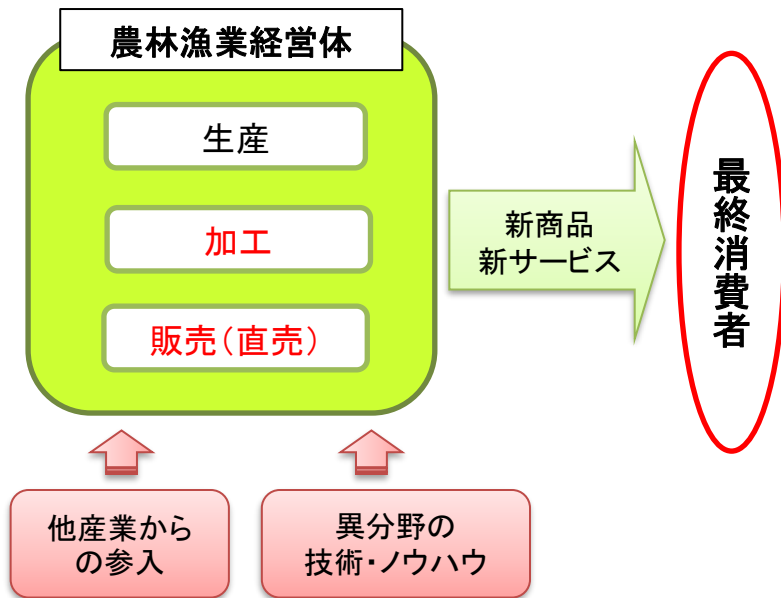 農林漁業経営体
生産
加工
販売（直売）
新商品
新サービス
最終消費者
他産業から
の参入
異分野の
技術・ノウハウ